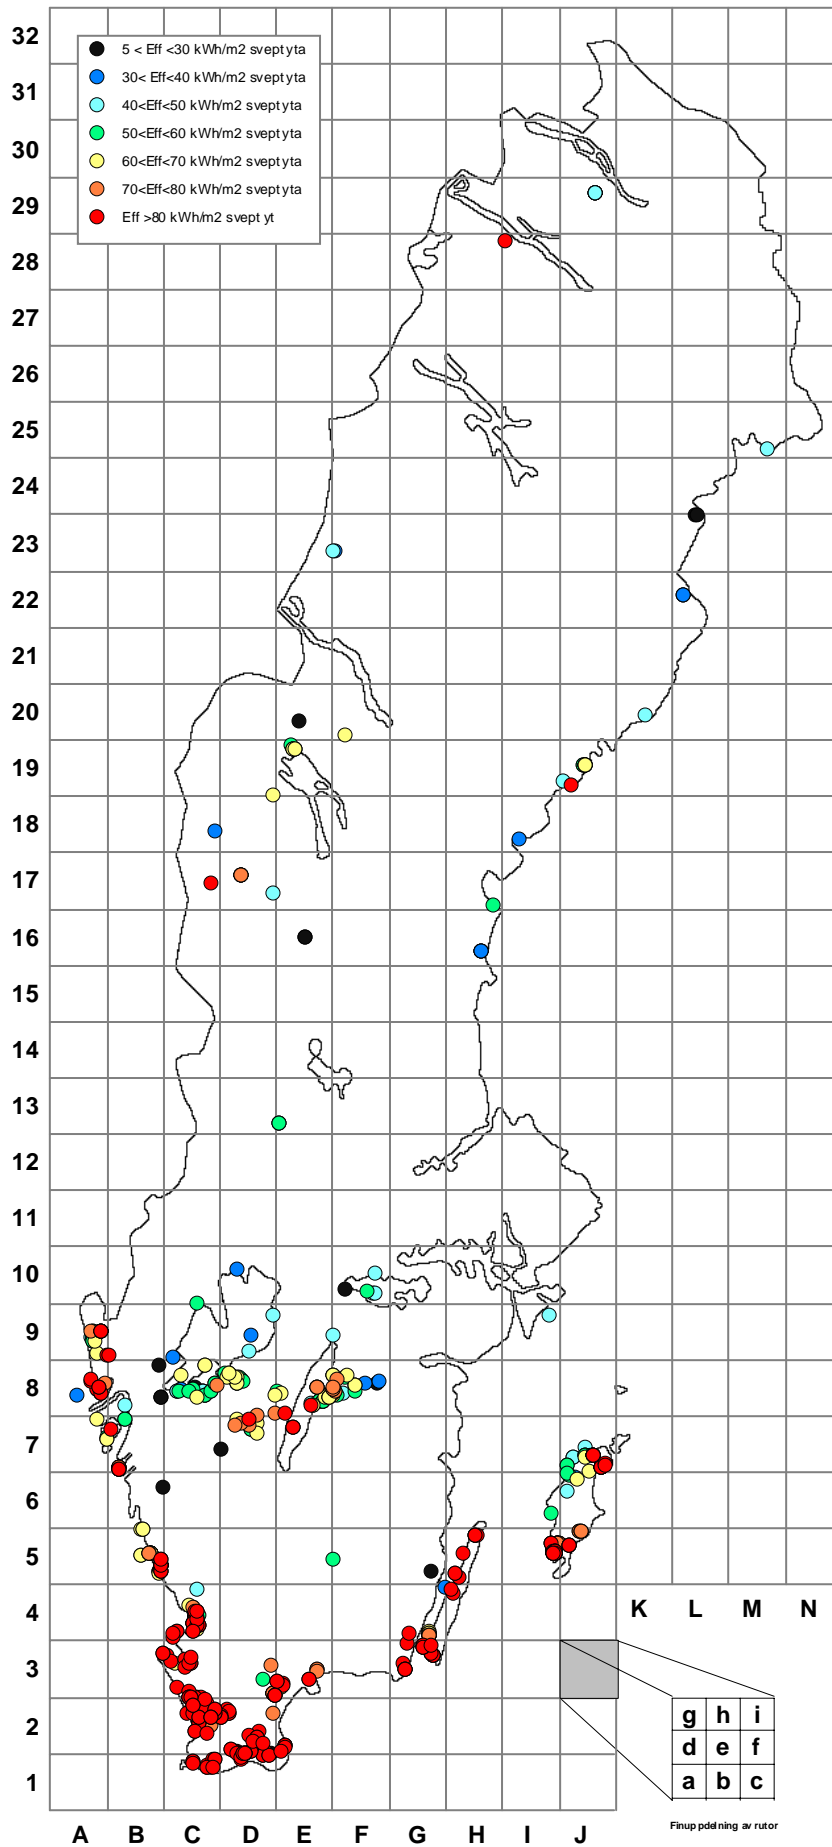 32
5 < Eff <30 kWh/m2 sveptyta
30< Eff<40 kWh/m2 sveptyta
31
40<Eff<50 kWh/m2 sveptyta
50<Eff<60 kWh/m2 sveptyta
30
60<Eff<70 kWh/m2 sveptyta
70<Eff<80 kWh/m2 sveptyta
29
Eff >80 kWh/m2 svept yt
28
27
26
25
24
23
22
21
20
19
18
17
16
15
14
13
12
11
10
9
8
7
6
5
4
K L M N
3
g h i
2
d e f
a b c
1
A B C D E F G H I J
Finuppdelning av rutor